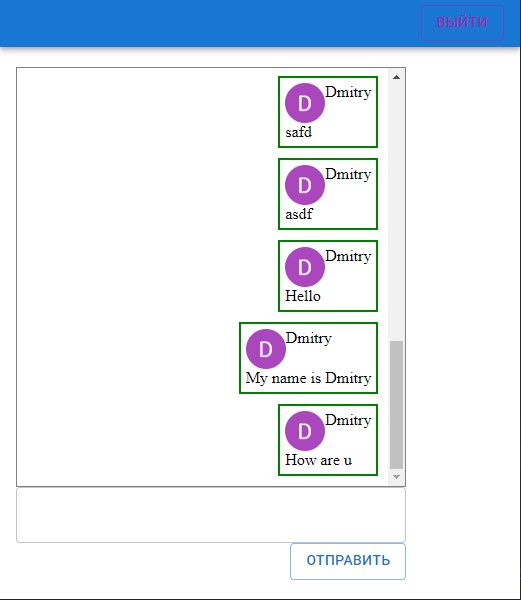 ВЫЙТИ
D Dmitry
safd
D Dmitry
asdf
D Dmitry
Hello
D Dmitry
My name is Dmitry
D Dmitry
How are u
ОТПРАВИТЬ